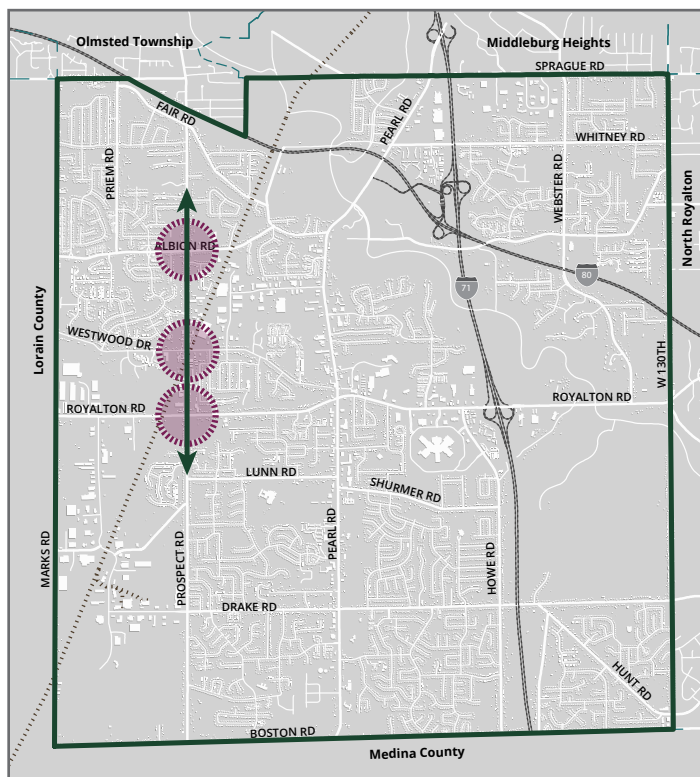 Olmsted Township
Middleburg Heights
SPRAGUE RD
FAIR RD
PEARL RD
WHITNEY RD
PRIEM RD
WEBSTER RD
North Royalton
ALBION RD
80
71
Lorain County
WESTWOOD DR
W 130TH
ROYALTON RD
ROYALTON RD
LUNN RD
SHURMER RD
MARKS RD
PROSPECT RD
PEARL RD
HOWE RD
DRAKE RD
HUNT RD
BOSTON RD
Medina County